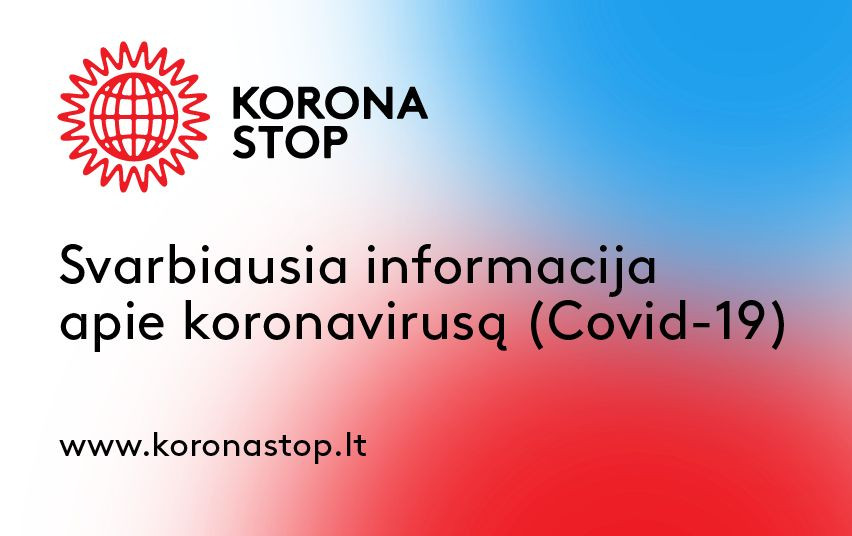 KORONA
STOP
Svarbiausia informacija
apie koronavirusą (Covid-19)
www.koronastop.lt